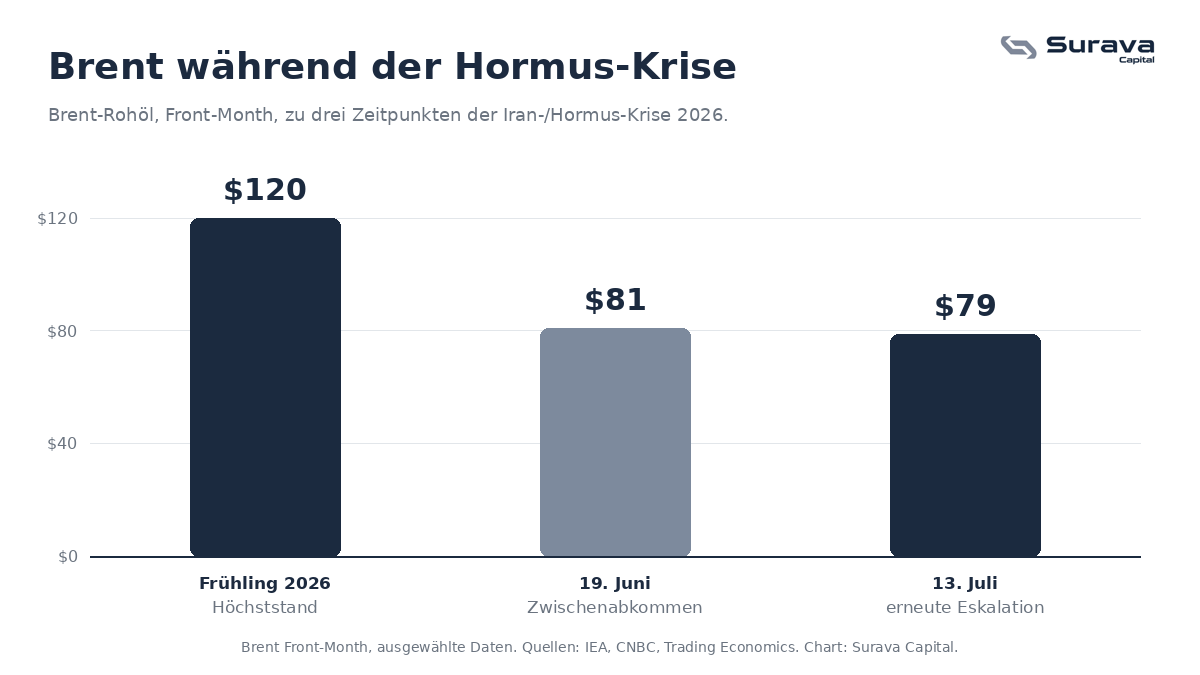 Brent während der Hormus-Krise
Surava
Capital
Brent-Rohöl, Front-Month, zu drei Zeitpunkten der Iran-/Hormus-Krise 2026.
$120
$120
$81
$79
$80
$40
$0
Frühling 2026
Höchststand
19. Juni
Zwischenabkommen
13. Juli
erneute Eskalation
Brent Front-Month, ausgewählte Daten. Quellen: IEA, CNBC, Trading Economics. Chart: Surava Capital.